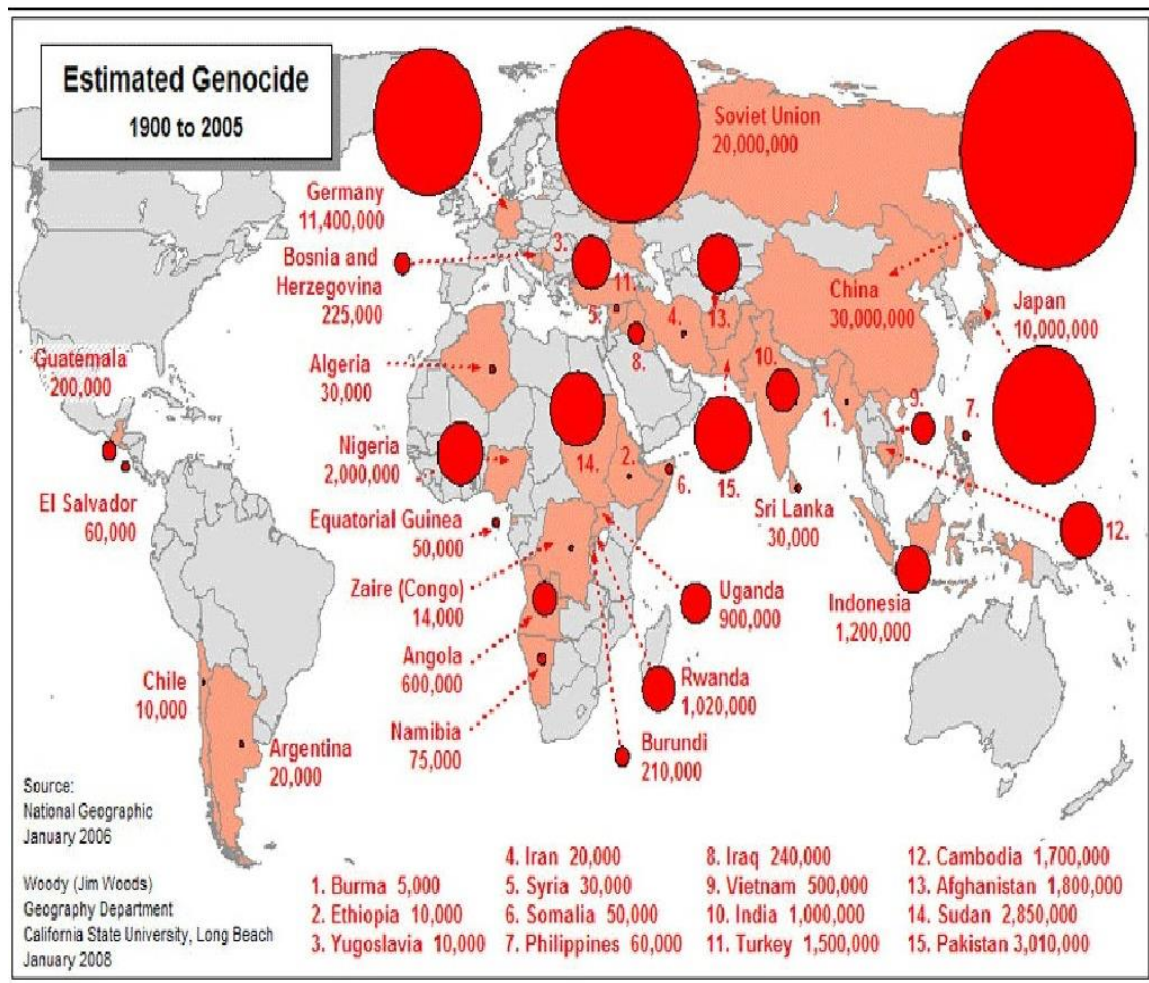 Estimated Genocide
1900 to 2005
Soviet Union
20,000,000
Germany
11,400,000
Bosnia and
Herzegovina
225,000
3.
11.
5.
4.
13.
8.
10.
China
30,000,000
Japan
10,000,000
Guatemala
200,000
Algeria
30,000
1.
9.
7.
Nigeria
2,000,000
14.
2.
6.
15.
El Salvador
60,000
Equatorial Guinea
50,000
Sri Lanka
30,000
12.
Zaire (Congo)
14,000
Uganda
900,000
Indonesia
1,200,000
Angola
600,000
Chile
10,000
Rwanda
1,020,000
Namibia
75,000
Burundi
210,000
Argentina
20,000
Source:
National Geographic
January 2006
Woody (Jim Woods)
Geography Department
California State University, Long Beach
January 2008
1. Burma 5,000
2. Ethiopia 10,000
3. Yugoslavia 10,000
4. Iran 20,000
5. Syria 30,000
6. Somalia 50,000
7. Philippines 60,000
8. Iraq 240,000
9. Vietnam 500,000
10. India 1,000,000
11. Turkey 1,500,000
12. Cambodia 1,700,000
13. Afghanistan 1,800,000
14. Sudan 2,850,000
15. Pakistan 3,010,000